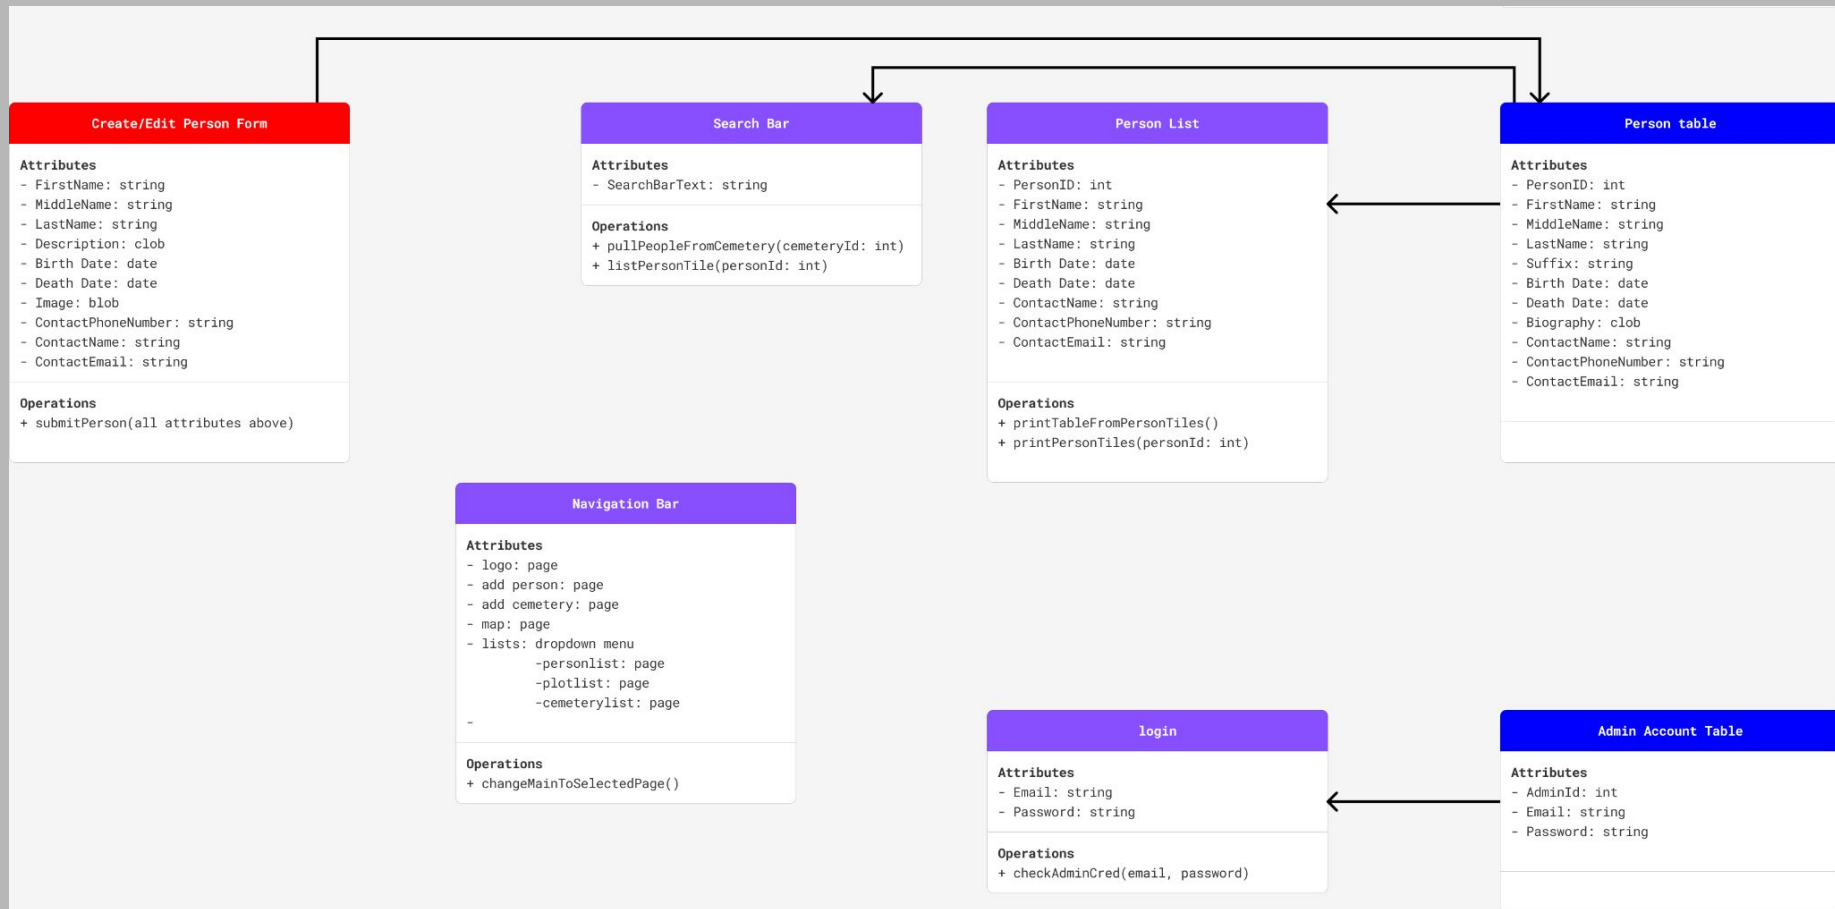 Create/Edit Person Form
Attributes
- FirstName: string
- MiddleName: string
- LastName: string
- Description: clob
- Birth Date: date
- Death Date: date
- Image: blob
- ContactPhoneNumber: string
- ContactName: string
- ContactEmail: string
Operations
+ submitPerson(all attributes above)
Search Bar
Attributes
- SearchBarText: string
Operations
+ pullPeopleFromCemetery(cemeteryId: int)
+ listPersonTile(personId: int)
Person List
Attributes
- PersonID: int
- FirstName: string
- MiddleName: string
- LastName: string
- Birth Date: date
- Death Date: date
- ContactName: string
- ContactPhoneNumber: string
- ContactEmail: string
Operations
+ printTableFromPersonTiles()
+ printPersonTiles(personId: int)
Person table
Attributes
- PersonID: int
- FirstName: string
- MiddleName: string
- LastName: string
- Suffix: string
- Birth Date: date
- Death Date: date
- Biography: clob
- ContactName: string
- ContactPhoneNumber: string
- ContactEmail: string
Navigation Bar
Attributes
- logo: page
- add person: page
- add cemetery: page
- map: page
- lists: dropdown menu
-personlist: page
-plotlist: page
-cemeterylist: page
-
Operations
+ changeMainToSelectedPage()
login
Attributes
- Email: string
- Password: string
Operations
+ checkAdminCred(email, password)
Admin Account Table
Attributes
- AdminId: int
- Email: string
- Password: string